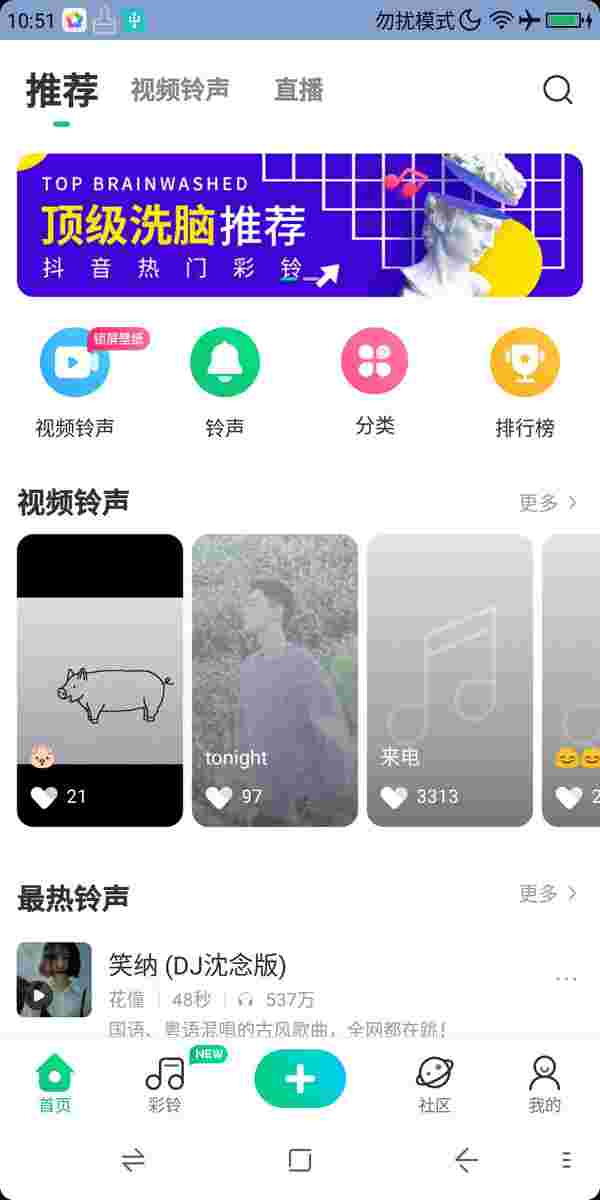 10:51 勿扰模式
推荐 视频铃声 直播
TOP BRAINWASHED
顶级洗脑推荐
抖音热门彩铃
锁屏壁纸
视频铃声 铃声 分类 排行榜
视频铃声 更多
tonight 来电
21 97 3313 2
最热铃声 更多
笑纳 (DJ沈念版)
花僮 48秒 537万
国语、粤语混唱的古风歌曲，全网都在跳！
NEW
首页 彩铃 社区 我的